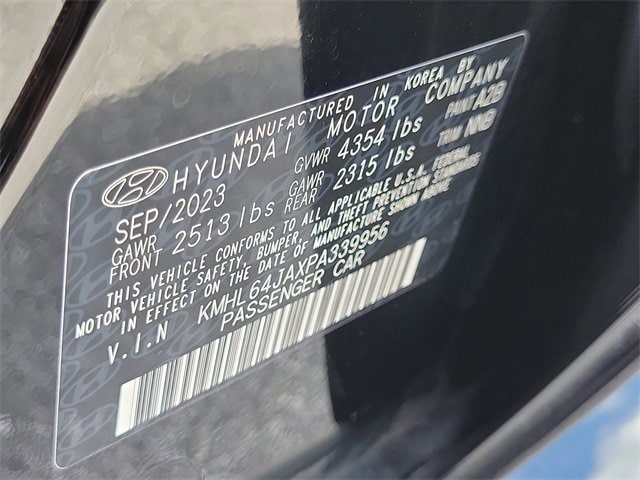 MANUFACTURED IN KOREA BY
HYUNDAI MOTOR COMPANY
SEP/2023 GVWR 4354 lbs PAINT A2B
GAWR FRONT 2513 lbs GAWR REAR 2315 lbs TRIM NNB
THIS VEHICLE CONFORMS TO ALL APPLICABLE U.S.A. FEDERAL
MOTOR VEHICLE SAFETY, BUMPER, AND THEFT PREVENTION STANDARDS
IN EFFECT ON THE DATE OF MANUFACTURE SHOWN ABOVE
V.I.N KMHL64JAXPA339956
PASSENGER CAR